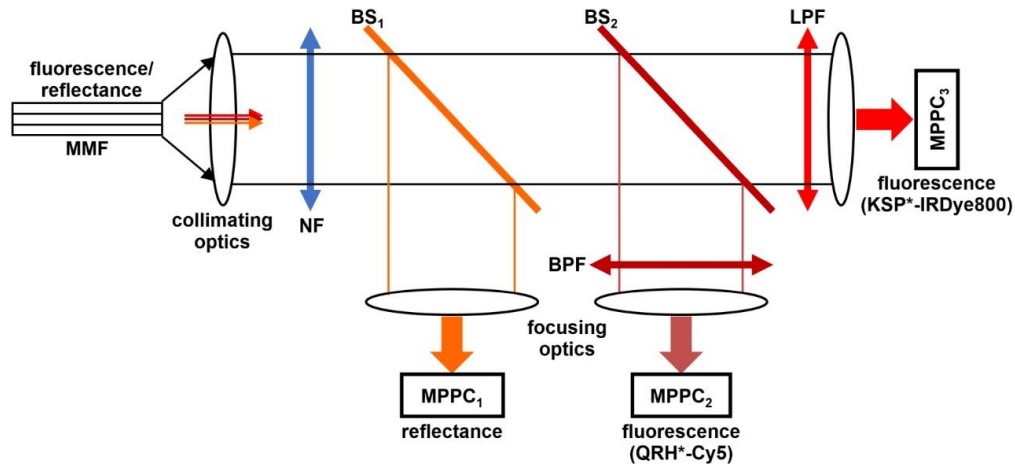 BS1
BS2
LPF
fluorescence/
reflectance
MMF
collimating
optics
NF
MPPC3
fluorescence
(KSP*-IRDye800)
BPF
focusing
optics
MPPC1
reflectance
MPPC2
fluorescence
(QRH*-Cy5)